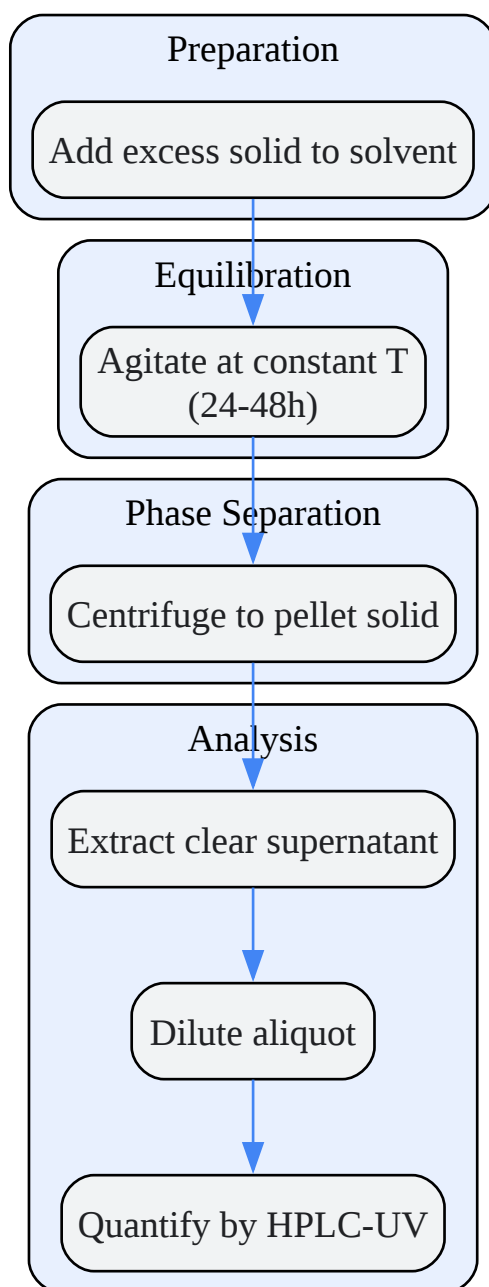 Preparation
Add excess solid to solvent
Equilibration
Agitate at constant T
(24-48h)
Phase Separation
Centrifuge to pellet solid
Analysis
Extract clear supernatant
Dilute aliquot
Quantify by HPLC-UV